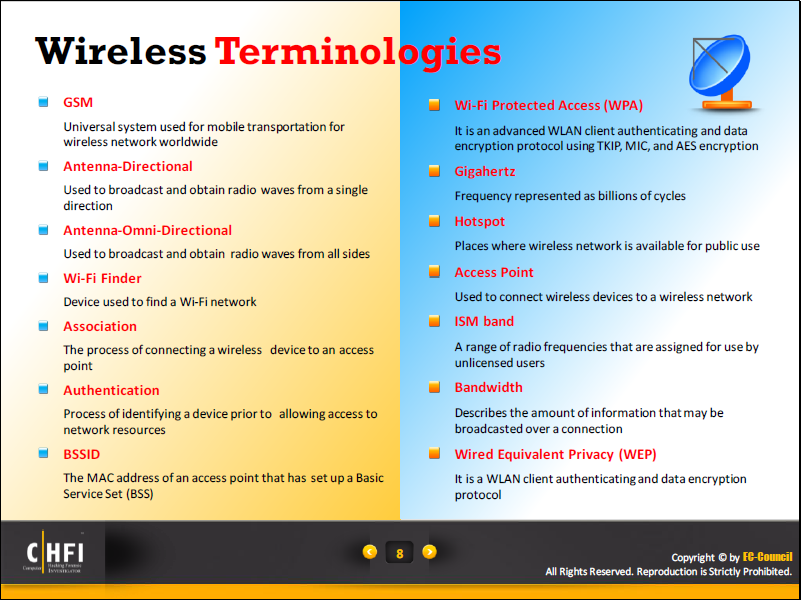 Wireless Terminologies
GSM
Universal system used for mobile transportation for
wireless network worldwide
Antenna-Directional
Used to broadcast and obtain radio waves from a single
direction
Antenna-Omni-Directional
Used to broadcast and obtain radio waves from all sides
Wi-Fi Finder
Device used to find a Wi-Fi network
Association
The process of connecting a wireless device to an access
point
Authentication
Process of identifying a device prior to allowing access to
network resources
BSSID
The MAC address of an access point that has set up a Basic
Service Set (BSS)
Wi-Fi Protected Access (WPA)
It is an advanced WLAN client authenticating and data
encryption protocol using TKIP, MIC, and AES encryption
Gigahertz
Frequency represented as billions of cycles
Hotspot
Places where wireless network is available for public use
Access Point
Used to connect wireless devices to a wireless network
ISM band
A range of radio frequencies that are assigned for use by
unlicensed users
Bandwidth
Describes the amount of information that may be
broadcasted over a connection
Wired Equivalent Privacy (WEP)
It is a WLAN client authenticating and data encryption
protocol
CHFI
Computer Hacking Forensic
INVESTIGATOR
8
Copyright © by EC-Council
All Rights Reserved. Reproduction is Strictly Prohibited.